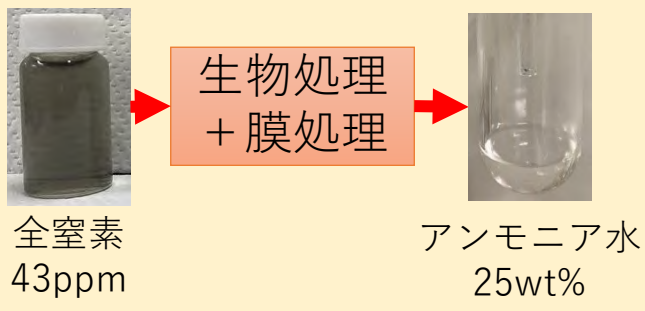 生物処理
＋膜処理
全窒素
43ppm
アンモニア水
25wt%